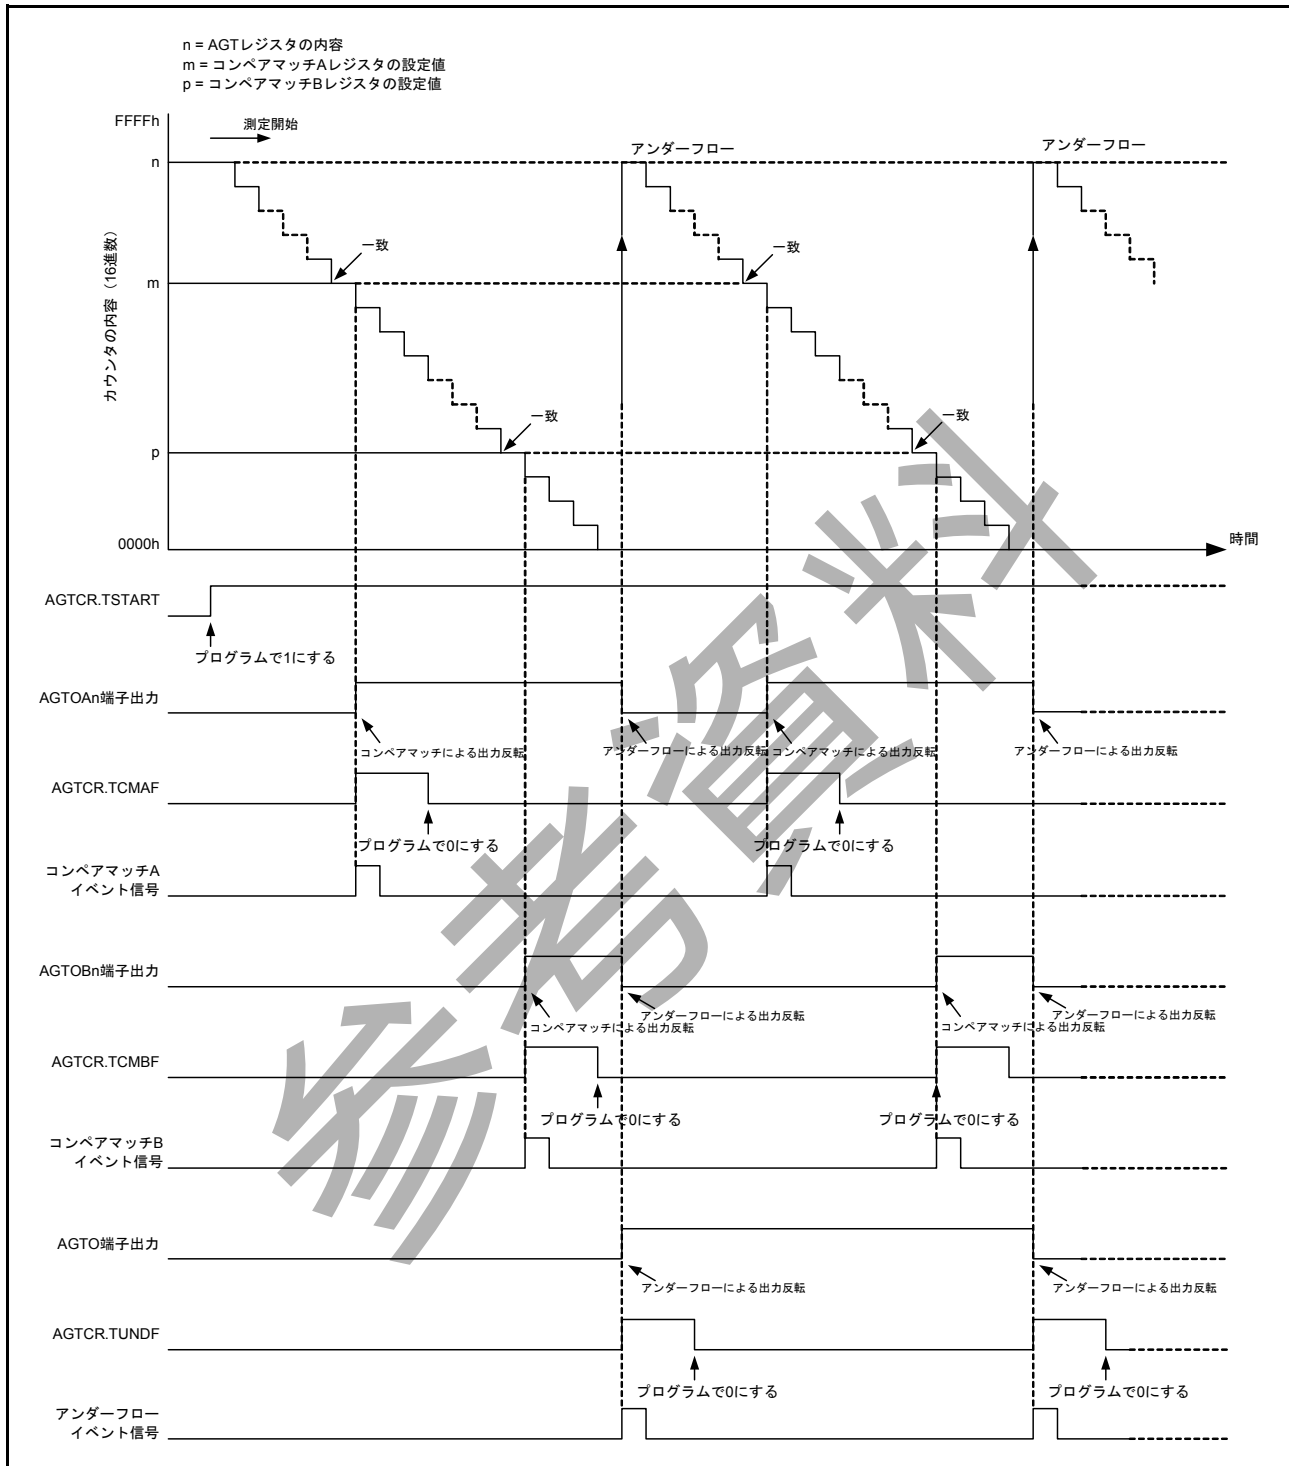 n = AGTレジスタの内容
m = コンペアマッチAレジスタの設定値
p = コンペアマッチBレジスタの設定値
FFFFh
測定開始
n
アンダーフロー
アンダーフロー
カウンタの内容（16進数）
一致
一致
m
一致
一致
p
0000h
時間
AGTCR.TSTART
プログラムで1にする
AGTOAn端子出力
コンペアマッチによる出力反転
アンダーフローによる出力反転
コンペアマッチによる出力反転
アンダーフローによる出力反転
AGTCR.TCMAF
プログラムで0にする
プログラムで0にする
コンペアマッチA
イベント信号
AGTOBn端子出力
コンペアマッチによる出力反転
アンダーフローによる出力反転
コンペアマッチによる出力反転
アンダーフローによる出力反転
AGTCR.TCMBF
プログラムで0にする
プログラムで0にする
コンペアマッチB
イベント信号
AGTO端子出力
アンダーフローによる出力反転
アンダーフローによる出力反転
AGTCR.TUNDF
プログラムで0にする
プログラムで0にする
アンダーフロー
イベント信号
参考資料